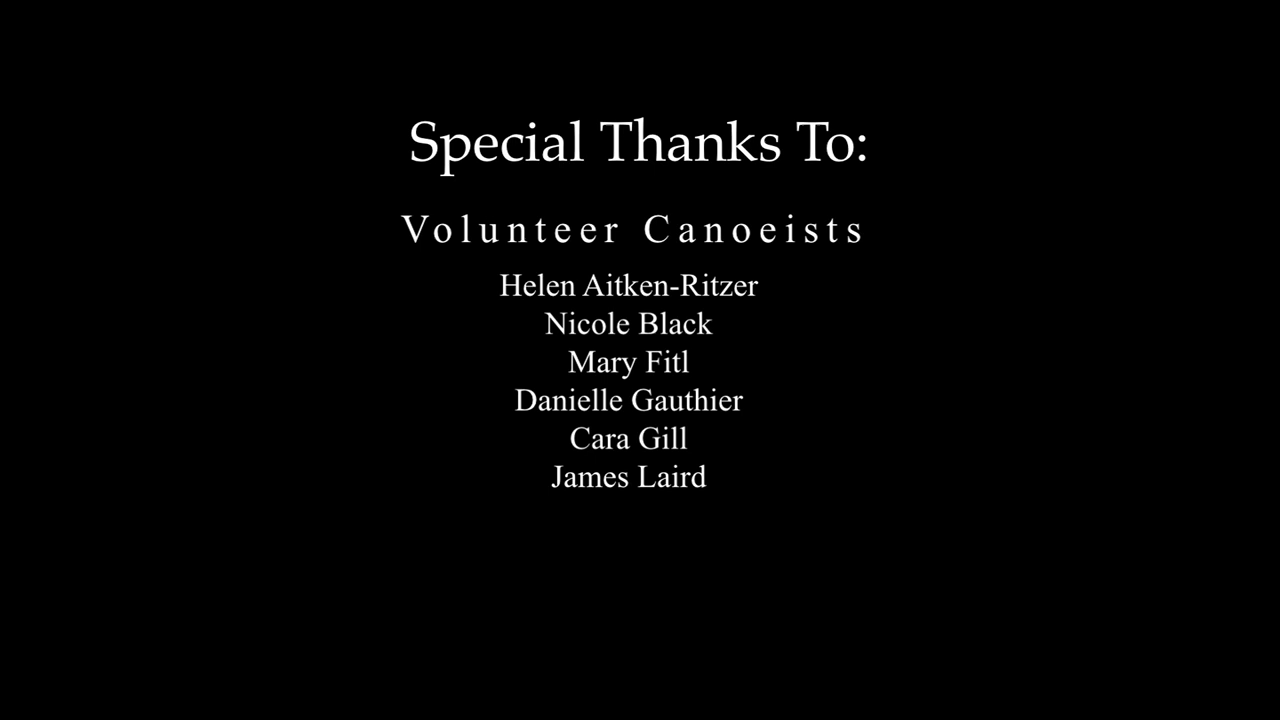 Special Thanks To:
Volunteer Canoeists
Helen Aitken-Ritzer
Nicole Black
Mary Fitl
Danielle Gauthier
Cara Gill
James Laird